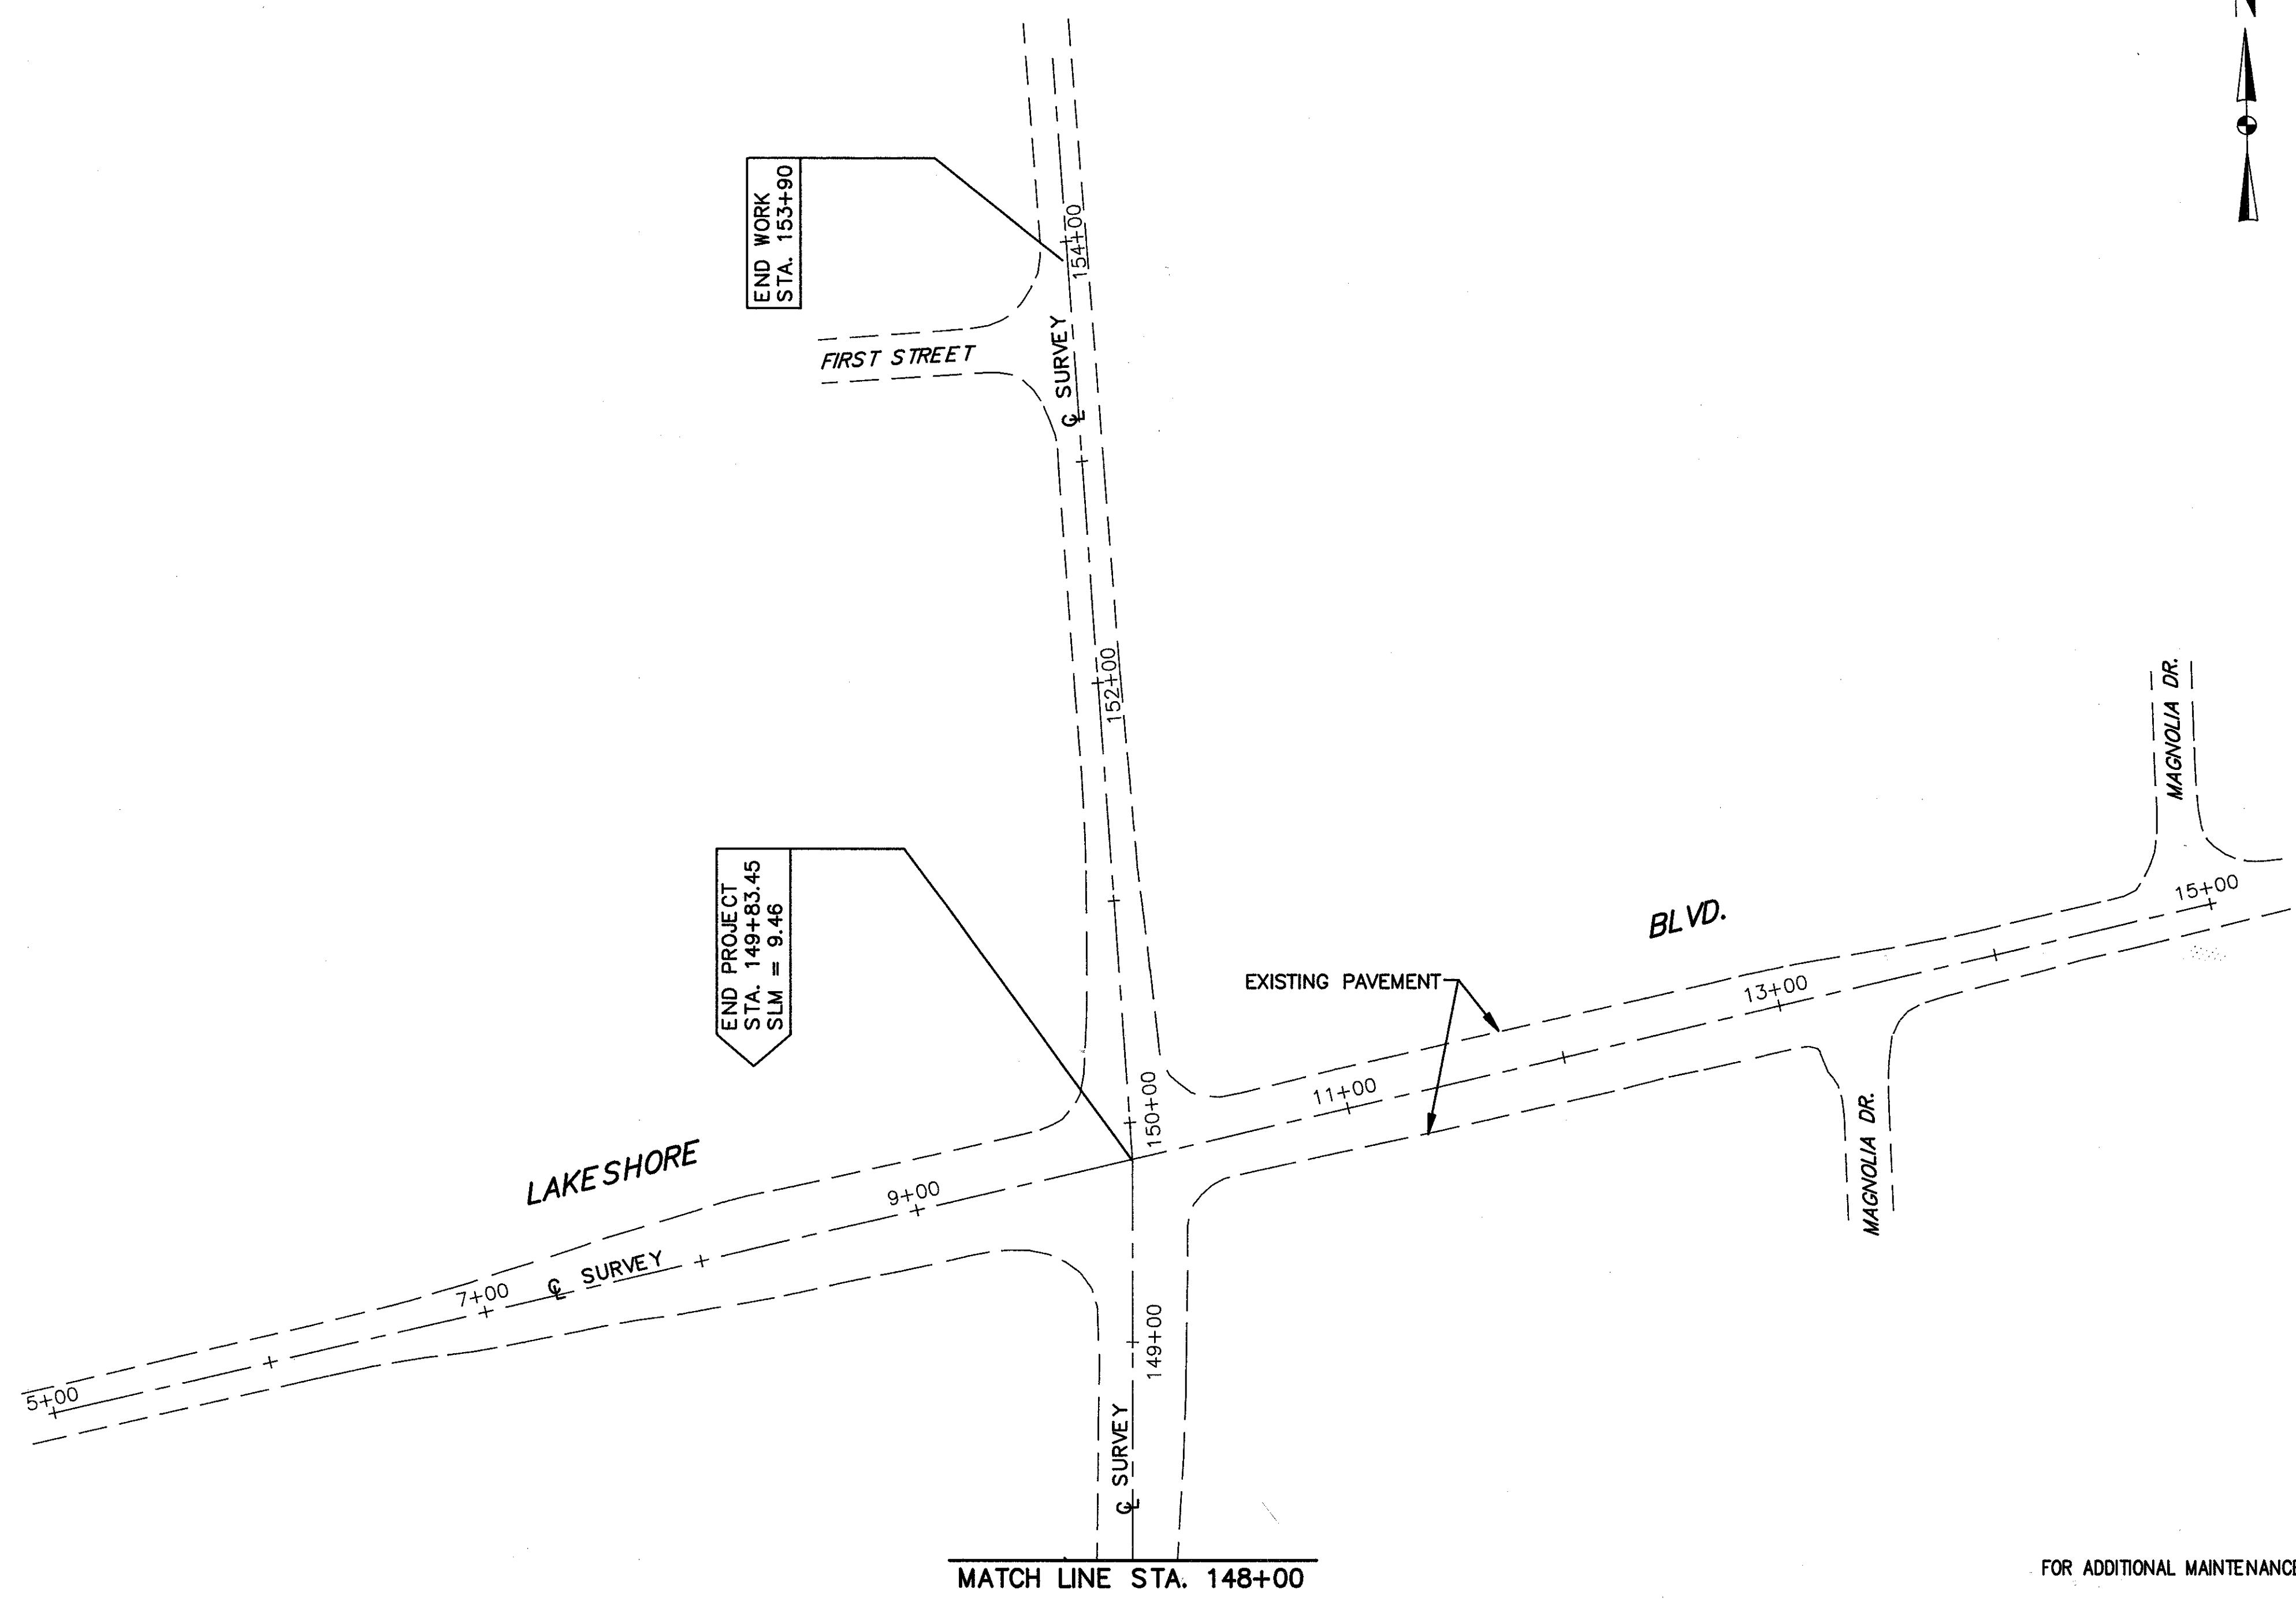 END WORK
STA. 153+90
154+00
FIRST STREET
℄ SURVEY
152+00
MAGNOLIA DR.
END PROJECT
STA. 149+83.45
SLM = 9.46
BLVD.
15+00
EXISTING PAVEMENT
13+00
11+00
150+00
MAGNOLIA DR.
LAKESHORE
9+00
℄ SURVEY
7+00
149+00
5+00
℄ SURVEY
MATCH LINE STA. 148+00
FOR ADDITIONAL MAINTENANCE